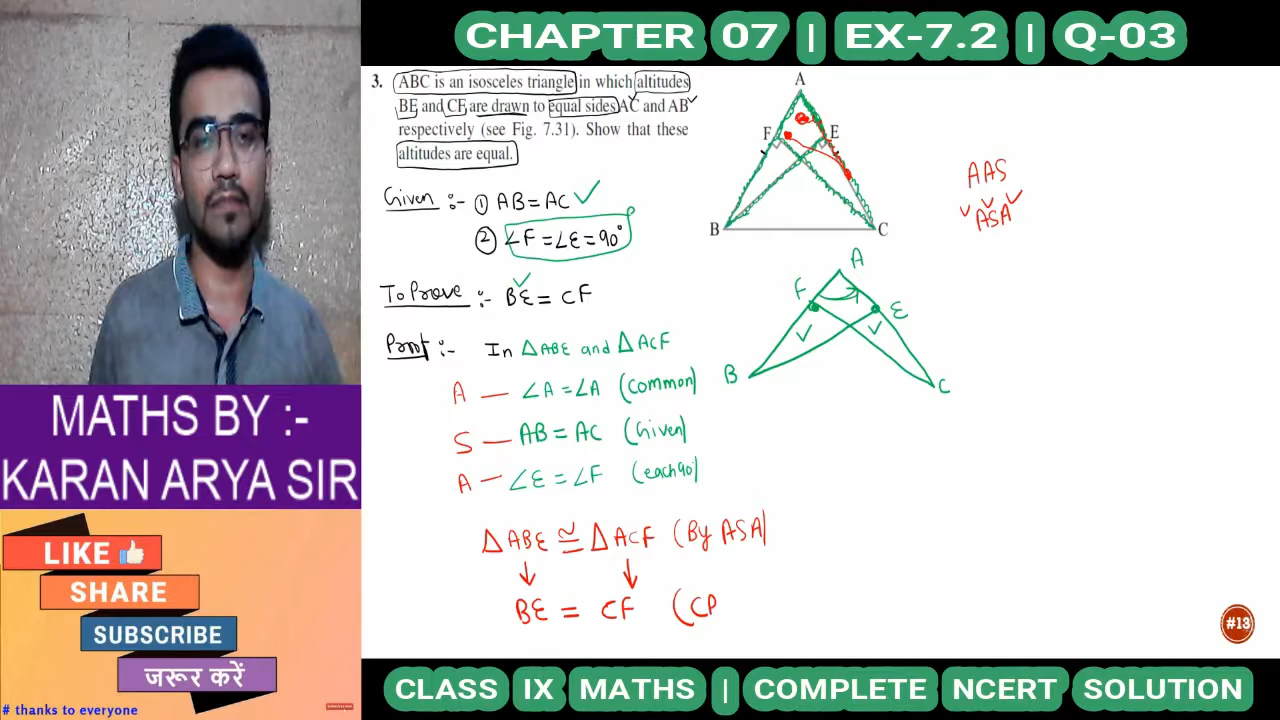 CHAPTER 07 | EX-7.2 | Q-03
3. ABC is an isosceles triangle in which altitudes
BE and CF are drawn to equal sides AC and AB
respectively (see Fig. 7.31). Show that these
altitudes are equal.
Given :- ① AB = AC ✓
② ∠F = ∠E = 90°
To Prove :- BE = CF
Proof :- In △ABE and △ACF
A — ∠A = ∠A (Common)
S — AB = AC (Given)
A — ∠E = ∠F (each 90°)
△ABE ≅ △ACF (By ASA)
BE = CF (CP
A
F
E
B
C
A
F
E
B
C
AAS
ASA
MATHS BY :-
KARAN ARYA SIR
LIKE
SHARE
SUBSCRIBE
जरूर करें
# thanks to everyone
#13
CLASS IX MATHS | COMPLETE NCERT SOLUTION